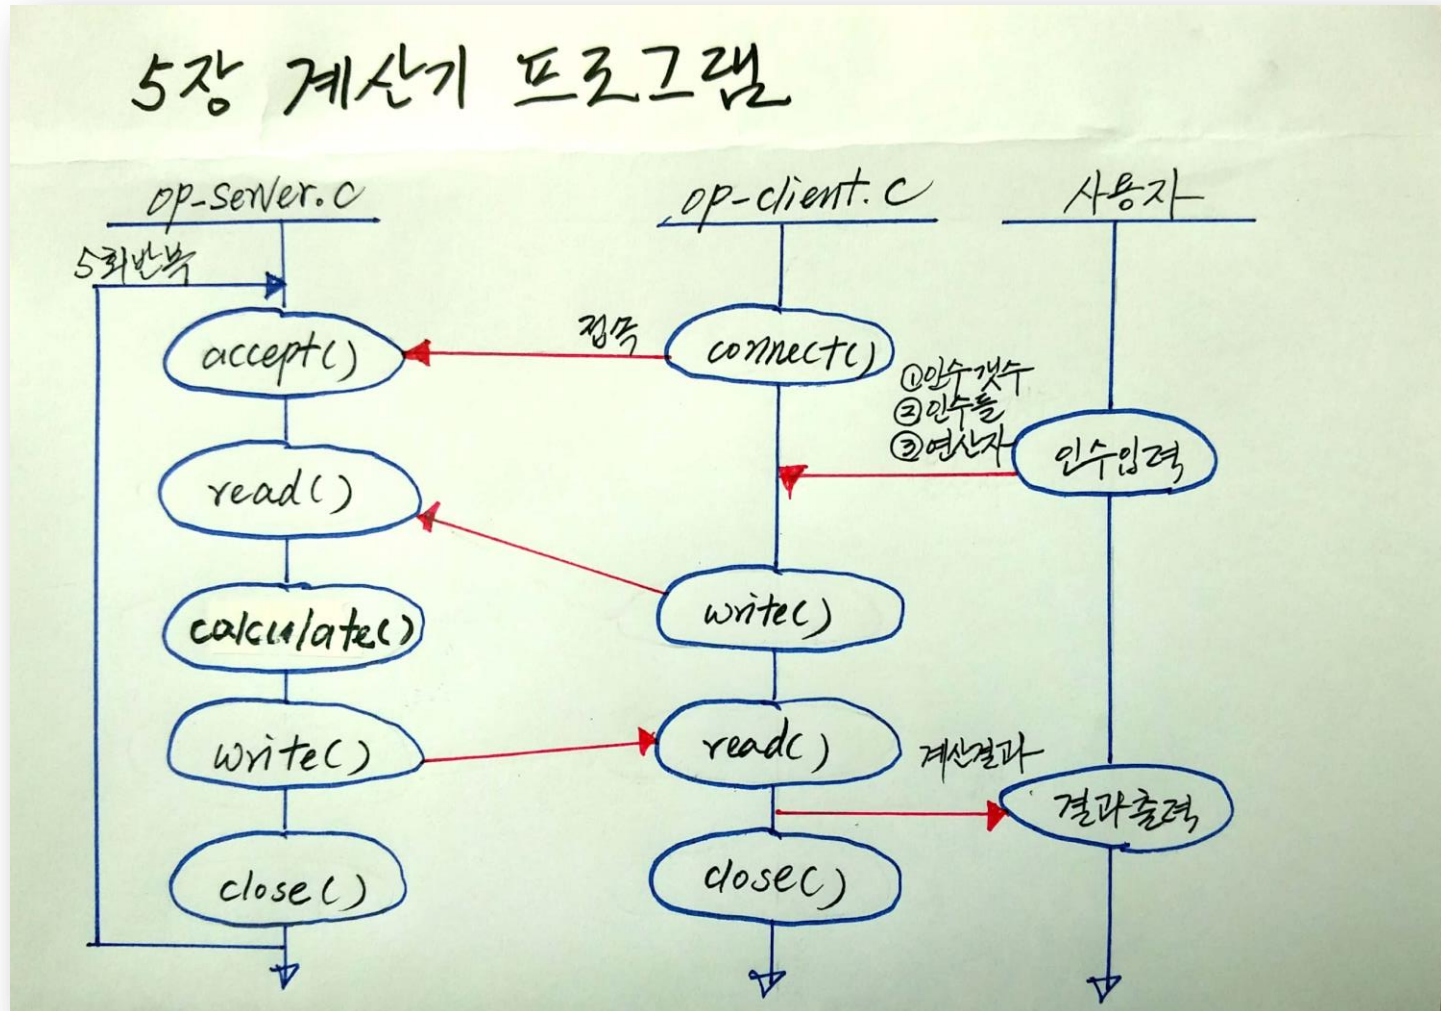 5장 계산기 프로그램
op-server.c
op-client.c
사용자
5회반복
accept()
접속
connect()
①인수갯수
②인수들
③연산자
인수입력
read()
write()
calculate()
write()
read()
계산결과
결과출력
close()
close()